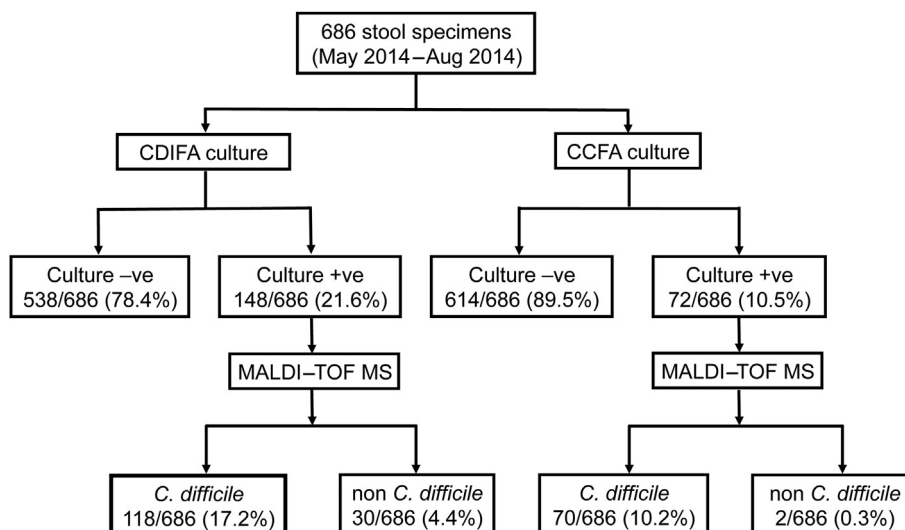 686 stool specimens
(May 2014–Aug 2014)
CDIFA culture
CCFA culture
Culture –ve
538/686 (78.4%)
Culture +ve
148/686 (21.6%)
Culture –ve
614/686 (89.5%)
Culture +ve
72/686 (10.5%)
MALDI–TOF MS
MALDI–TOF MS
C. difficile
118/686 (17.2%)
non C. difficile
30/686 (4.4%)
C. difficile
70/686 (10.2%)
non C. difficile
2/686 (0.3%)